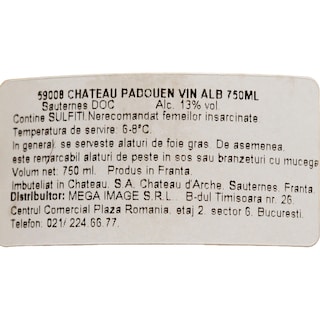 59008 CHATEAU PADOUEN VIN ALB 750ML
Sauternes DOC Alc. 13% vol.
Contine SULFITI.Nerecomandat femeilor insarcinate
Temperatura de servire: 6-8°C.
In general, se serveste alaturi de foie gras. De asemenea,
este remarcabil alaturi de peste in sos sau branzeturi cu mucega
Volum net: 750 ml. Produs in Franta.
Imbuteliat in Chateau. S.A. Chateau d'Arche. Sauternes. Franta.
Distribuitor: MEGA IMAGE S.R.L.. B-dul Timisoara nr. 26.
Centrul Comercial Plaza Romania, etaj 2. sector 6. Bucuresti.
Telefon. 021/ 224.66.77.